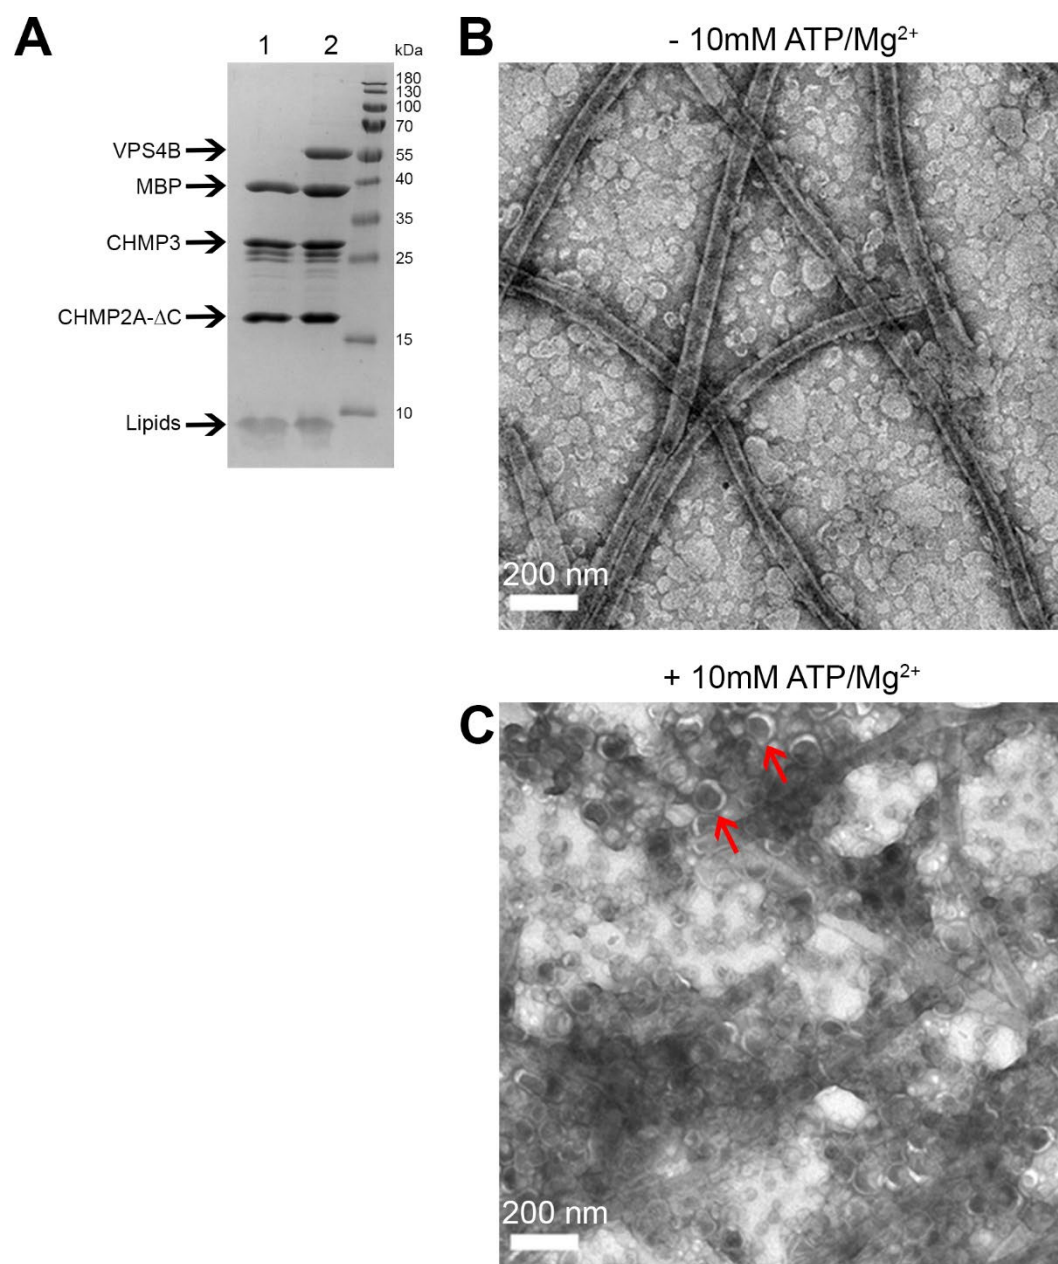 A
1 2
kDa
180
130
100
70
VPS4B
55
MBP
40
35
CHMP3
25
CHMP2A-ΔC
15
Lipids
10
B
- 10mM ATP/Mg²⁺
200 nm
+ 10mM ATP/Mg²⁺
C
200 nm